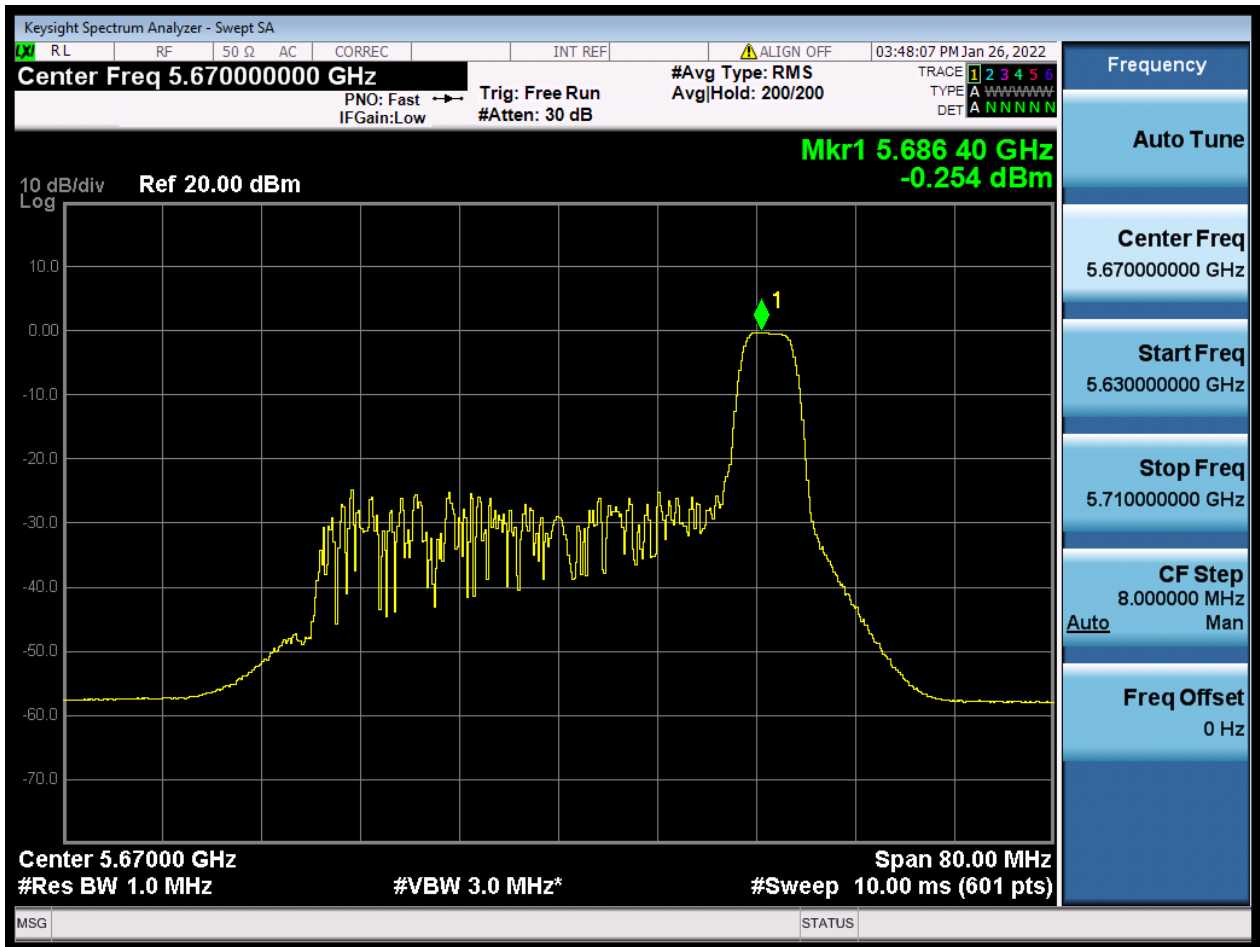 Keysight Spectrum Analyzer - Swept SA
LXI RL RF 50 Ω AC CORREC INT REF ALIGN OFF 03:48:07 PM Jan 26, 2022
Center Freq 5.670000000 GHz
PNO: Fast
IFGain:Low
Trig: Free Run
#Atten: 30 dB
#Avg Type: RMS
Avg|Hold: 200/200
TRACE 1 2 3 4 5 6
TYPE A WWWWW
DET A N N N N N
Mkr1 5.686 40 GHz
-0.254 dBm
10 dB/div Ref 20.00 dBm
Log
1
10.0
0.00
-10.0
-20.0
-30.0
-40.0
-50.0
-60.0
-70.0
Center 5.67000 GHz Span 80.00 MHz
#Res BW 1.0 MHz #VBW 3.0 MHz* #Sweep 10.00 ms (601 pts)
MSG STATUS
Frequency
Auto Tune
Center Freq
5.670000000 GHz
Start Freq
5.630000000 GHz
Stop Freq
5.710000000 GHz
CF Step
8.000000 MHz
Auto Man
Freq Offset
0 Hz